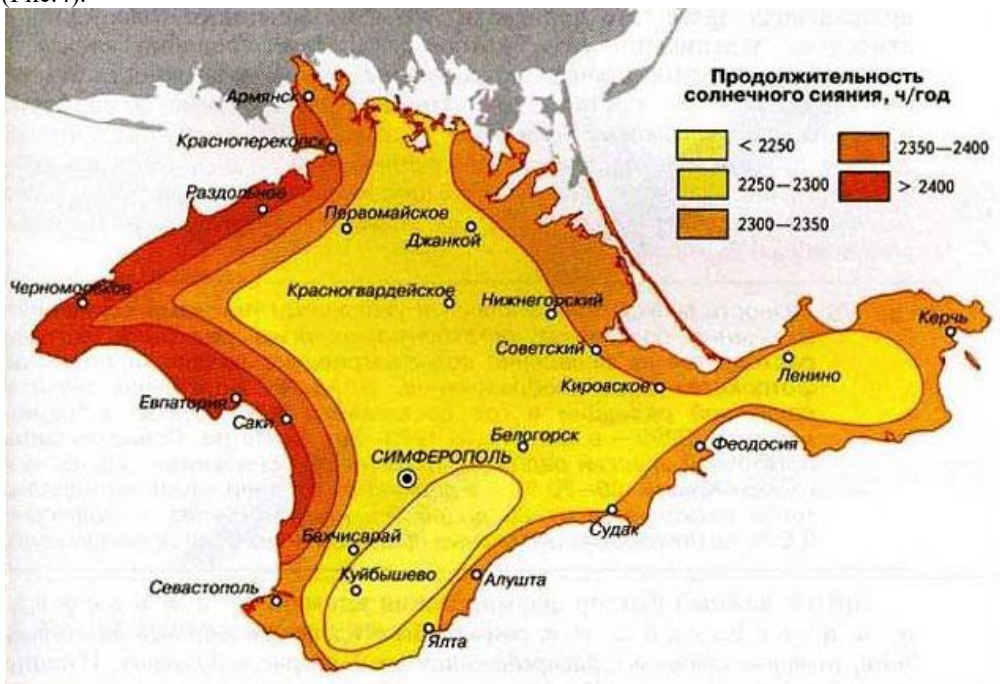 (Рис.4).
Продолжительность
солнечного сияния, ч/год
< 2250
2250—2300
2300—2350
2350—2400
> 2400
Армянск
Красноперекопск
Раздольное
Первомайское
Джанкой
Черноморское
Красногвардейское
Нижнегорский
Керчь
Советский
Ленино
Кировское
Евпатория
Саки
Белогорск
Феодосия
СИМФЕРОПОЛЬ
Судак
Бахчисарай
Куйбышево
Алушта
Севастополь
Ялта